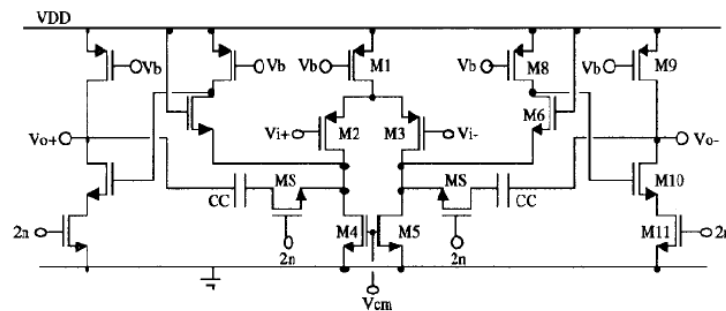 VDD
Vb Vb Vb M1 Vb M8 Vb M9
M6
Vi+ M2 M3 Vi-
Vo+ Vo-
MS MS M10
CC CC
2n M4 M5 M11 2n
2n 2n
Vcm